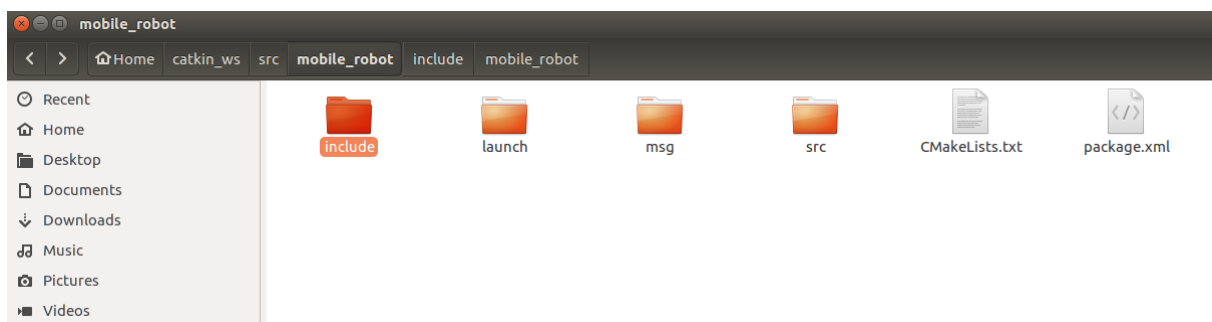 mobile_robot
Home catkin_ws src mobile_robot include mobile_robot
Recent
Home
Desktop
Documents
Downloads
Music
Pictures
Videos
include launch msg src CMakeLists.txt package.xml